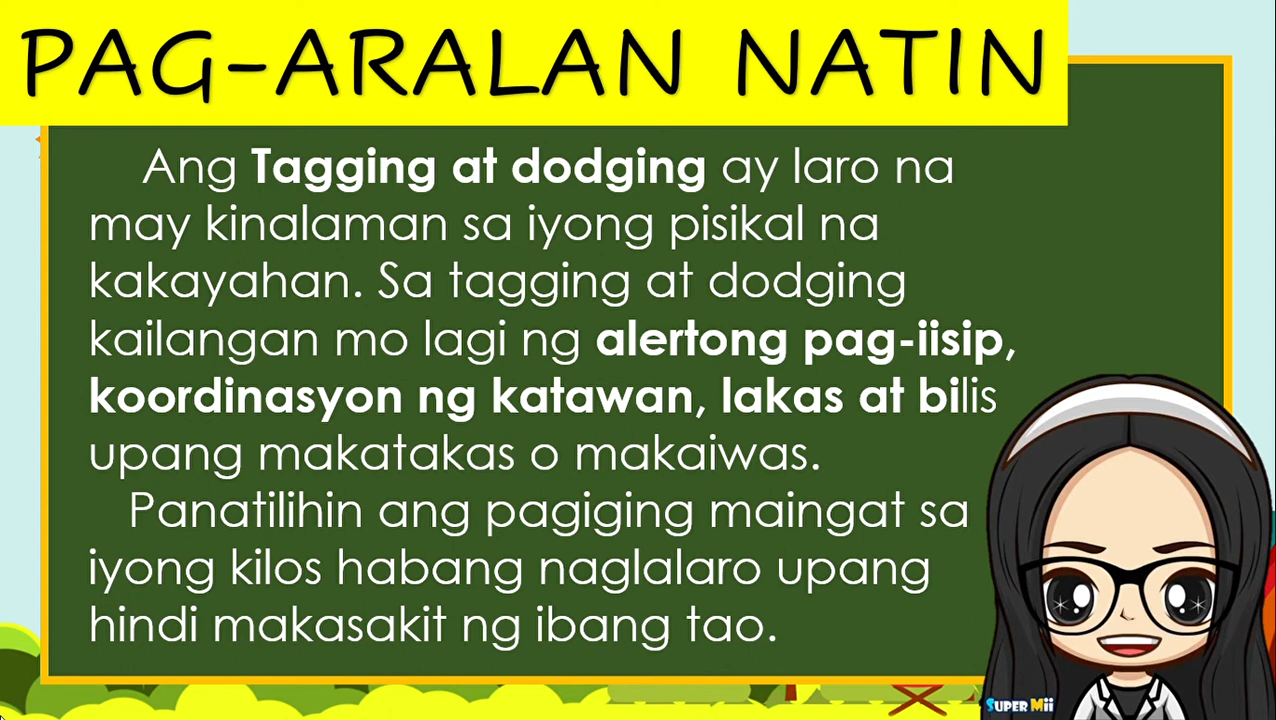 PAG-ARALAN NATIN
Ang Tagging at dodging ay laro na
may kinalaman sa iyong pisikal na
kakayahan. Sa tagging at dodging
kailangan mo lagi ng alertong pag-iisip,
koordinasyon ng katawan, lakas at bilis
upang makatakas o makaiwas.
Panatilihin ang pagiging maingat sa
iyong kilos habang naglalaro upang
hindi makasakit ng ibang tao.
SUPER Mii